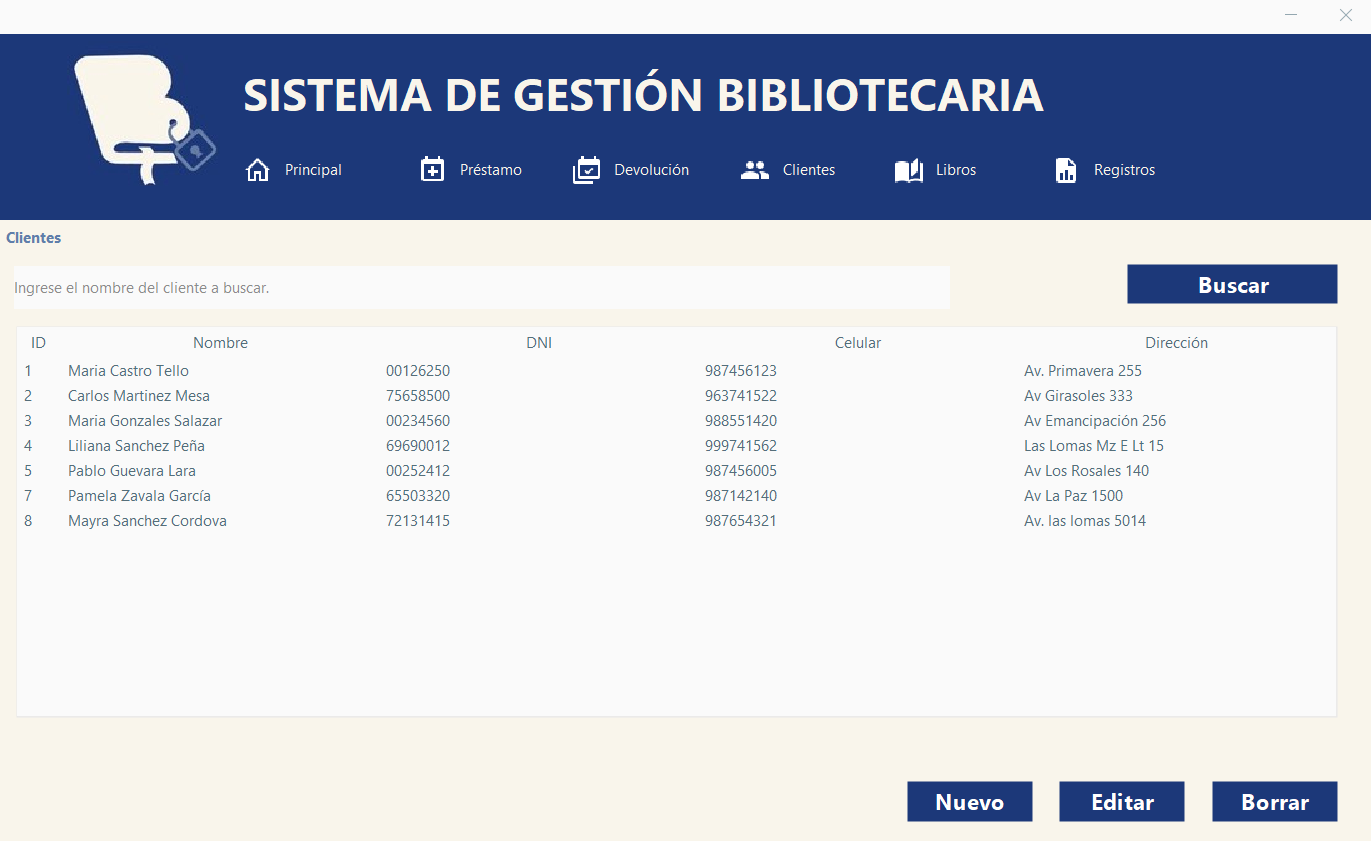 SISTEMA DE GESTIÓN BIBLIOTECARIA
Principal Préstamo Devolución Clientes Libros Registros
Clientes
Ingrese el nombre del cliente a buscar. Buscar
ID Nombre DNI Celular Dirección
1 Maria Castro Tello 00126250 987456123 Av. Primavera 255
2 Carlos Martinez Mesa 75658500 963741522 Av Girasoles 333
3 Maria Gonzales Salazar 00234560 988551420 Av Emancipación 256
4 Liliana Sanchez Peña 69690012 999741562 Las Lomas Mz E Lt 15
5 Pablo Guevara Lara 00252412 987456005 Av Los Rosales 140
7 Pamela Zavala García 65503320 987142140 Av La Paz 1500
8 Mayra Sanchez Cordova 72131415 987654321 Av. las lomas 5014
Nuevo Editar Borrar